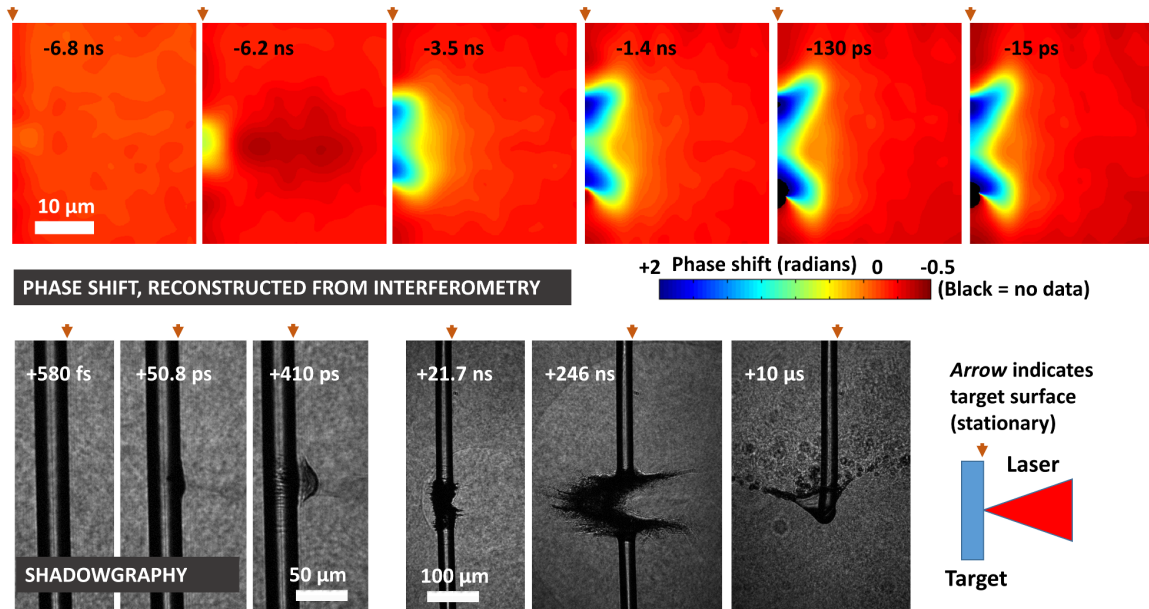 -6.8 ns
-6.2 ns
-3.5 ns
-1.4 ns
-130 ps
-15 ps
10 μm
PHASE SHIFT, RECONSTRUCTED FROM INTERFEROMETRY
+2 Phase shift (radians) 0 -0.5
(Black = no data)
+580 fs
+50.8 ps
+410 ps
+21.7 ns
+246 ns
+10 μs
Arrow indicates
target surface
(stationary)
Laser
Target
SHADOWGRAPHY
50 μm
100 μm